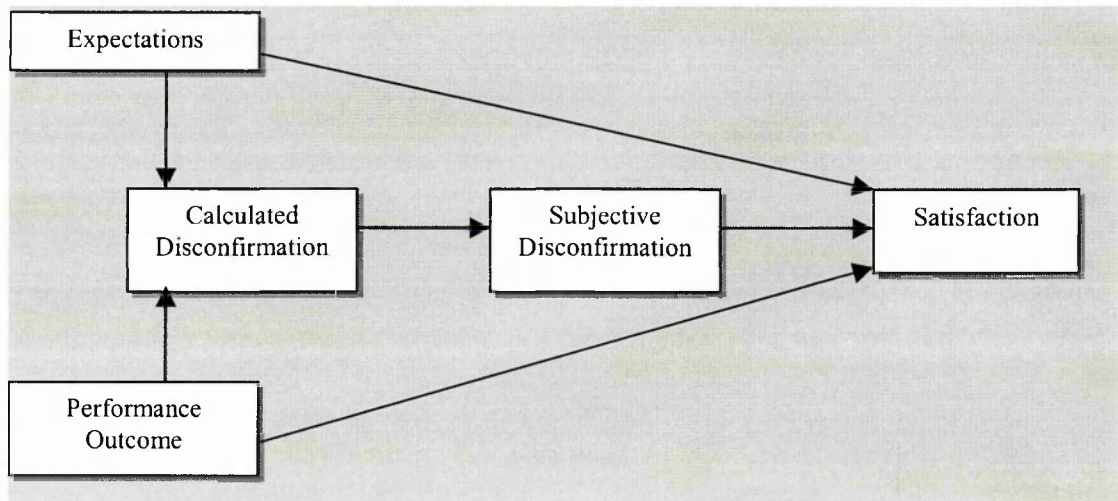 Expectations
Calculated
Disconfirmation
Subjective
Disconfirmation
Satisfaction
Performance
Outcome